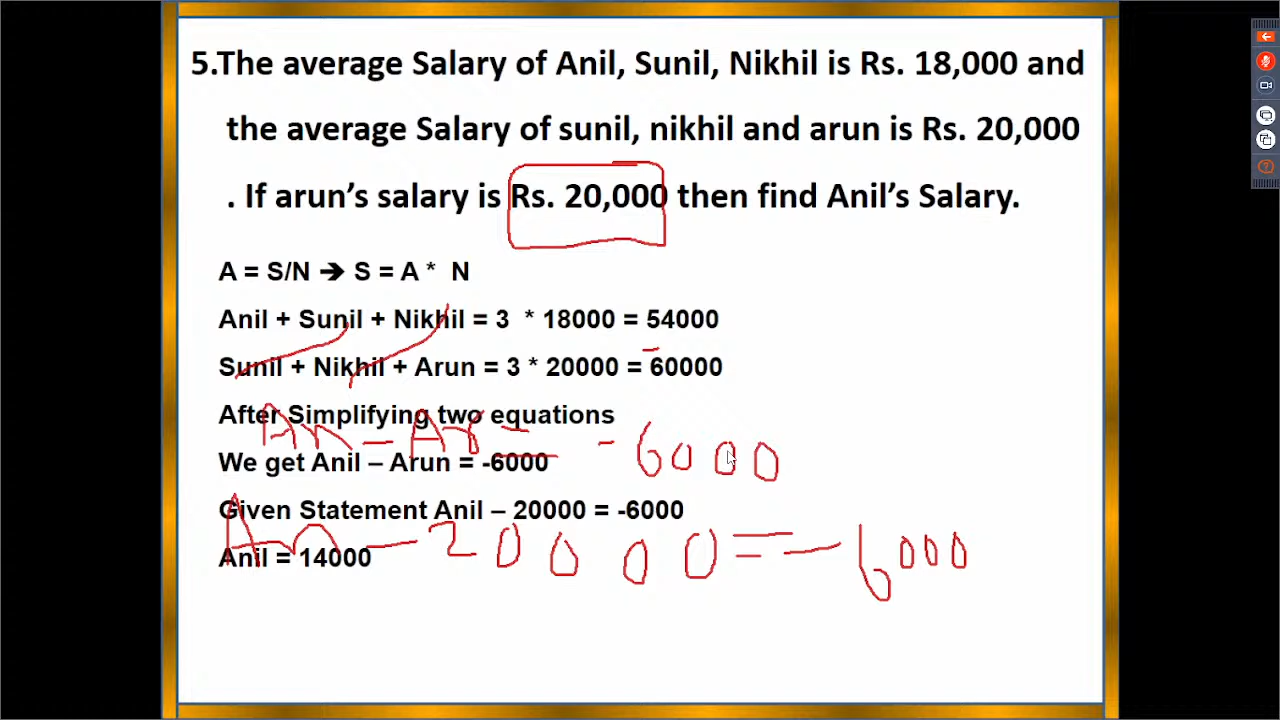 5.The average Salary of Anil, Sunil, Nikhil is Rs. 18,000 and
the average Salary of sunil, nikhil and arun is Rs. 20,000
. If arun's salary is Rs. 20,000 then find Anil's Salary.
A = S/N ➔ S = A * N
Anil + Sunil + Nikhil = 3 * 18000 = 54000
Sunil + Nikhil + Arun = 3 * 20000 = 60000
After Simplifying two equations
An - Ar = - 6000
We get Anil – Arun = -6000
Given Statement Anil – 20000 = -6000
An - 20000 = - 6000
Anil = 14000